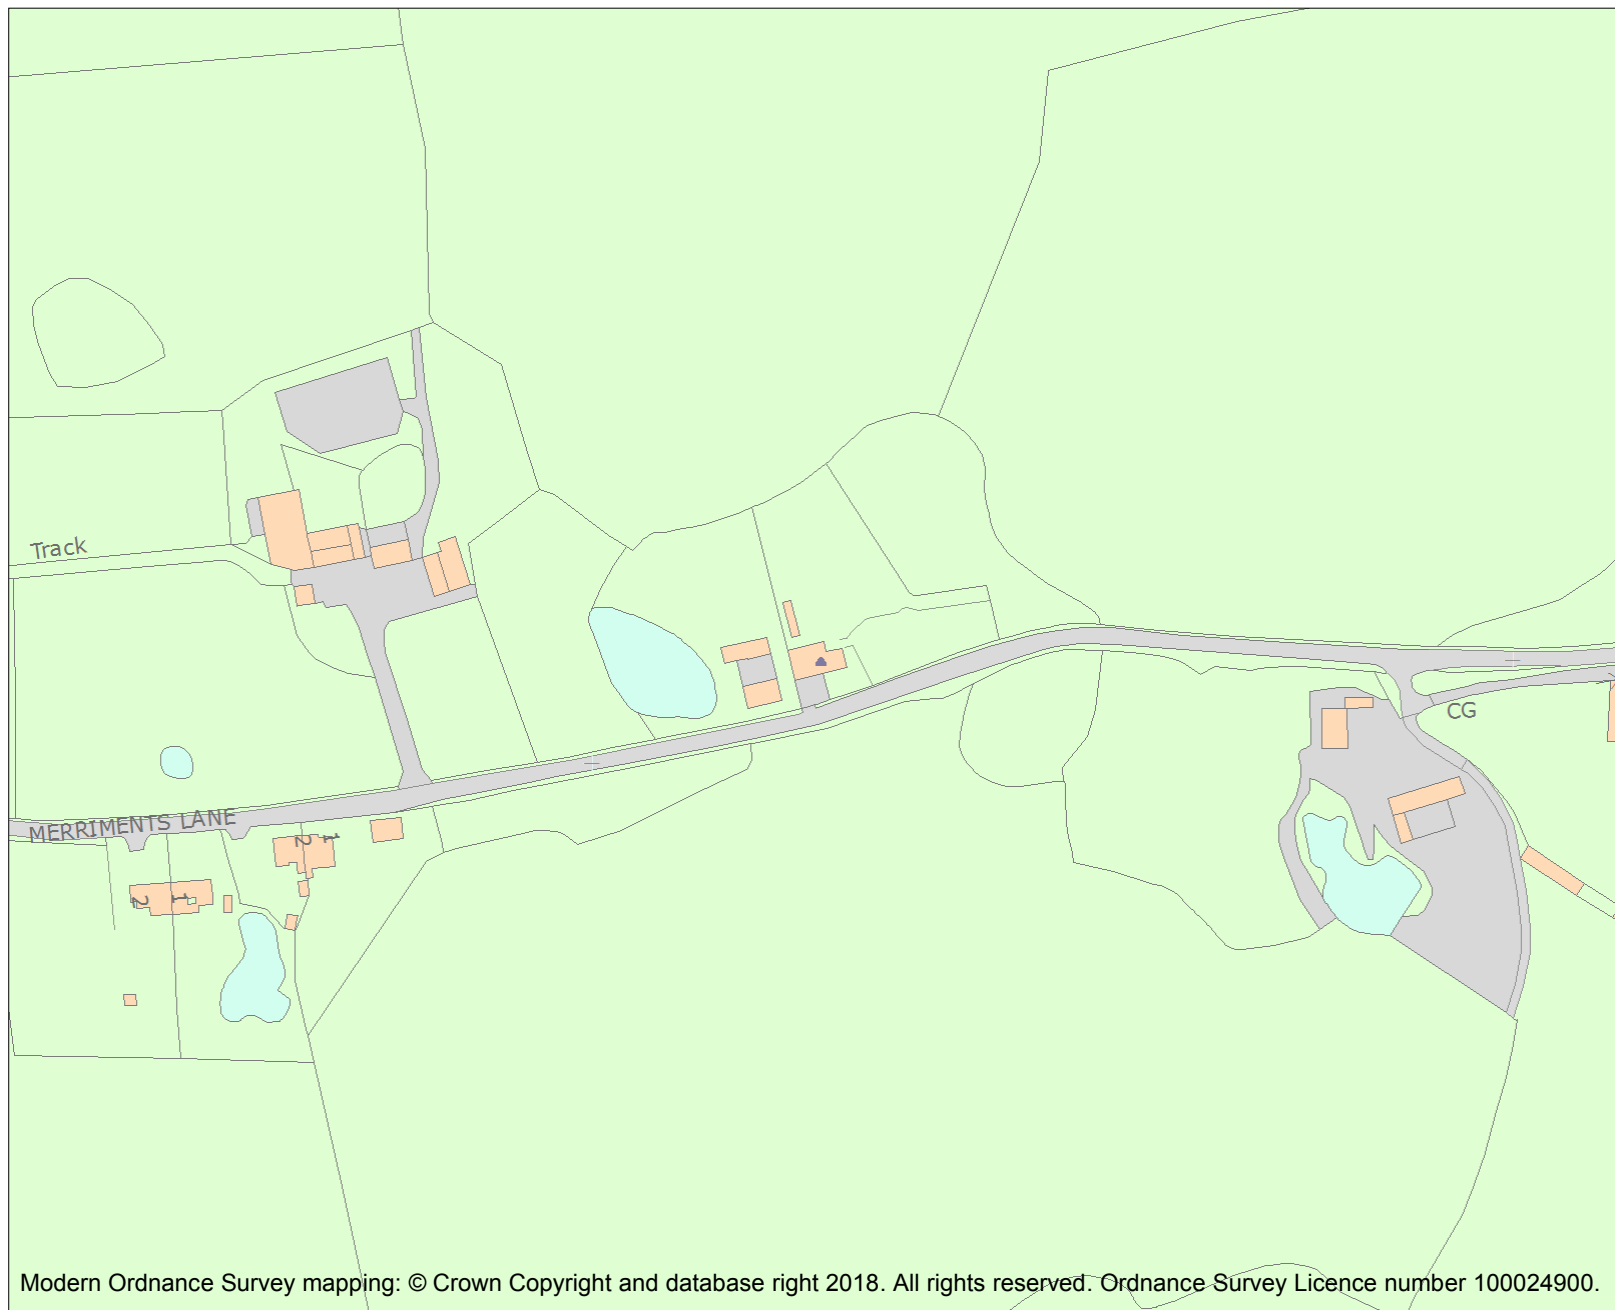 Track
CG
MERRIMENTS LANE
2 1
2 1
Modern Ordnance Survey mapping: © Crown Copyright and database right 2018. All rights reserved. Ordnance Survey Licence number 100024900.